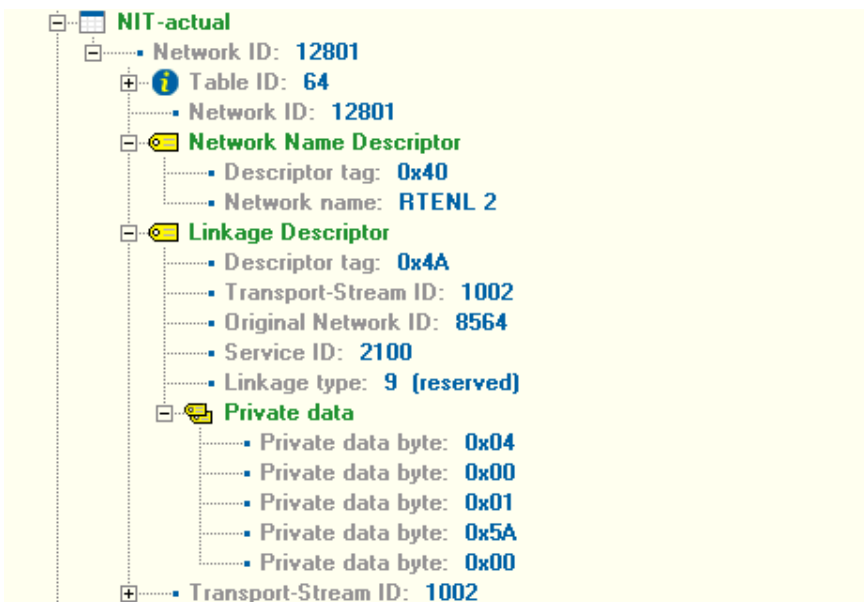 NIT-actual
Network ID: 12801
Table ID: 64
Network ID: 12801
Network Name Descriptor
Descriptor tag: 0x40
Network name: RTENL 2
Linkage Descriptor
Descriptor tag: 0x4A
Transport-Stream ID: 1002
Original Network ID: 8564
Service ID: 2100
Linkage type: 9 (reserved)
Private data
Private data byte: 0x04
Private data byte: 0x00
Private data byte: 0x01
Private data byte: 0x5A
Private data byte: 0x00
Transport-Stream ID: 1002